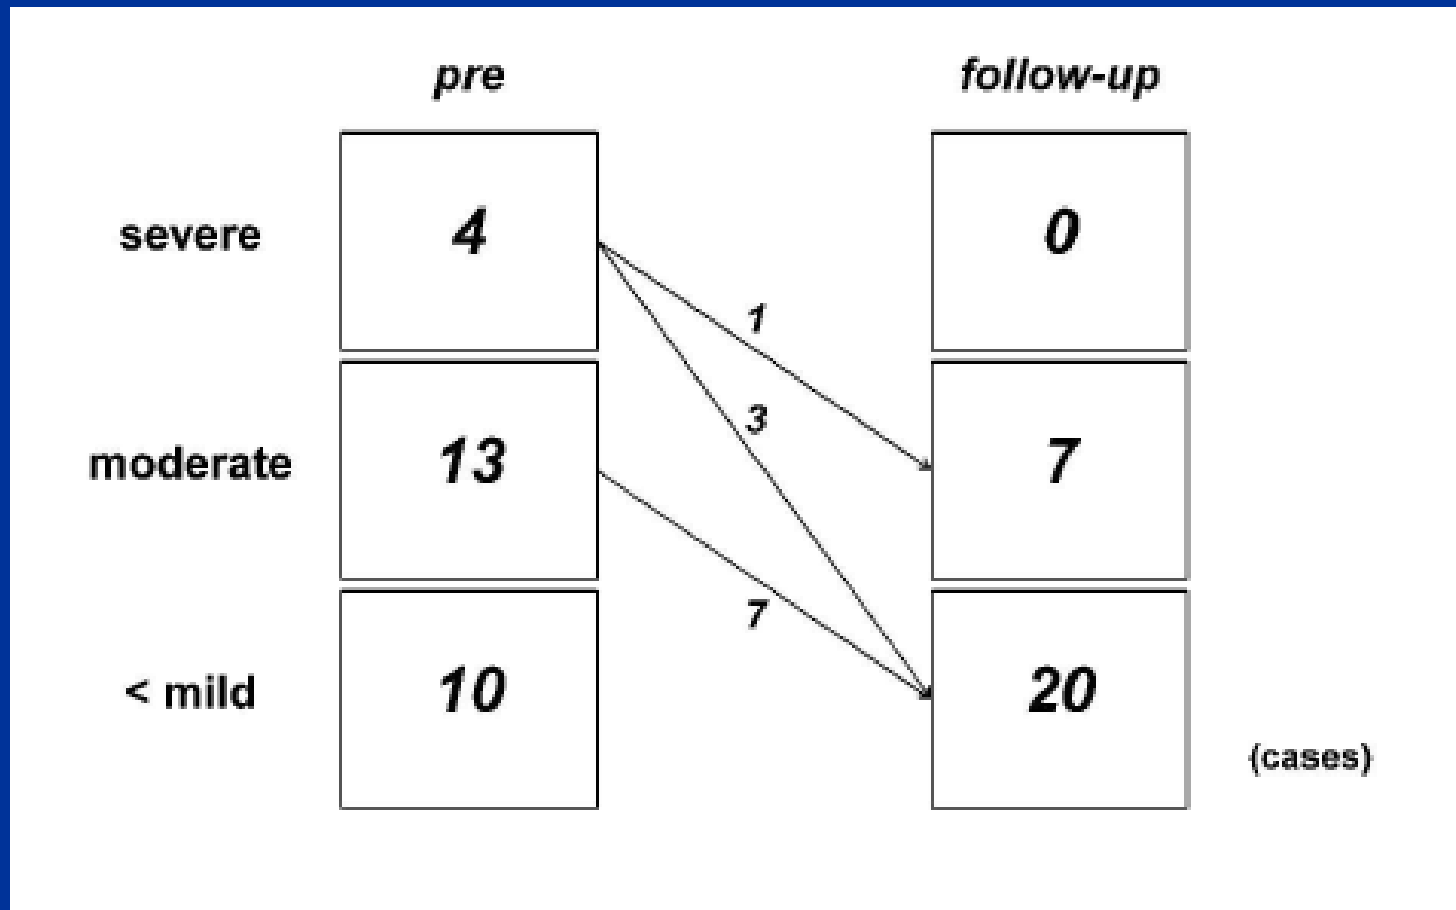 pre follow-up
severe 4 0
1
3
moderate 13 7
7
< mild 10 20
(cases)